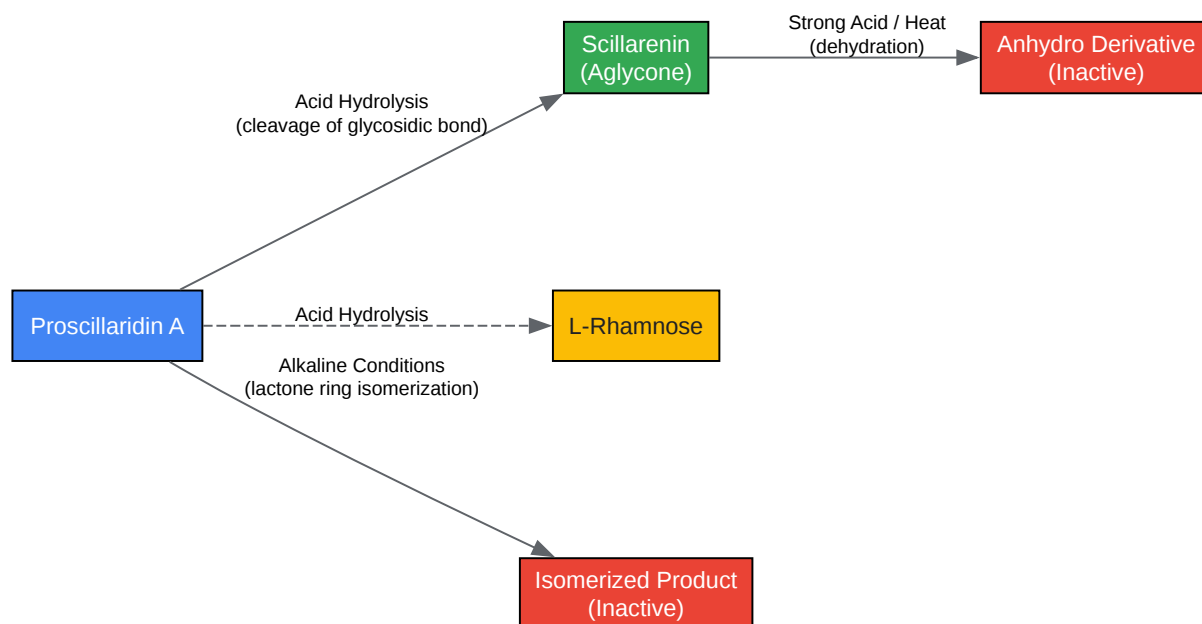 Strong Acid / Heat
(dehydration)
Scillarenin
(Aglycone)
Anhydro Derivative
(Inactive)
Acid Hydrolysis
(cleavage of glycosidic bond)
Proscillaridin A
Acid Hydrolysis
L-Rhamnose
Alkaline Conditions
(lactone ring isomerization)
Isomerized Product
(Inactive)